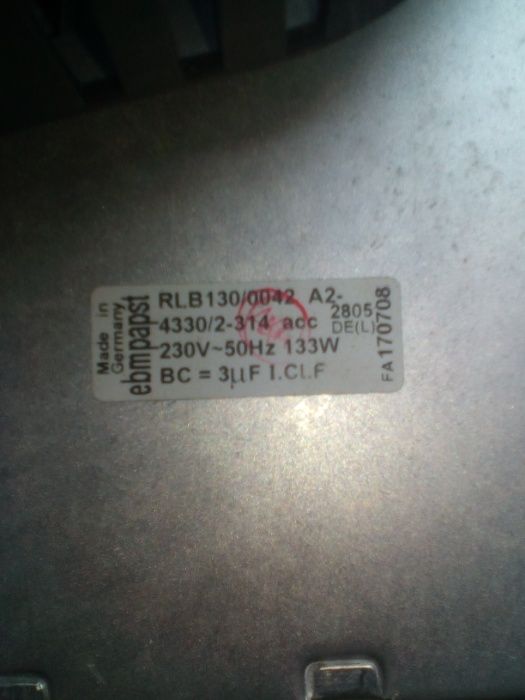 Made in
Germany
ebmpapst
RLB130/0042 A2-
4330/2-314 acc
2805
DE(L)
230V~50Hz 133W
BC = 3µF I.Cl.F
FA170708